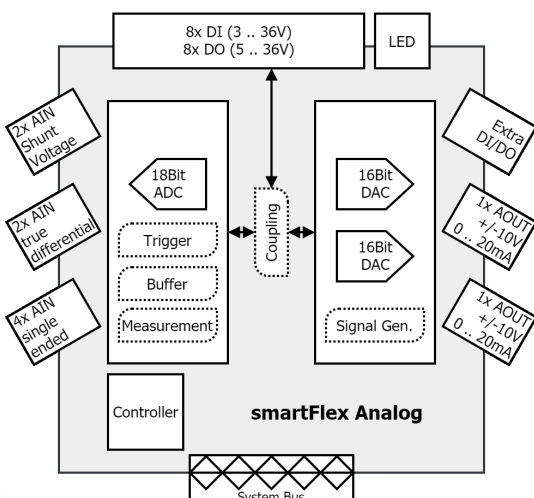 8x DI (3 .. 36V)
8x DO (5 .. 36V)
LED
2x AIN
Shunt
Voltage
2x AIN
true
differential
4x AIN
single
ended
18Bit
ADC
Trigger
Buffer
Measurement
Coupling
16Bit
DAC
16Bit
DAC
Signal Gen.
Extra
DI/DO
1x AOUT
+/-10V
0 .. 20mA
1x AOUT
+/-10V
0 .. 20mA
Controller
smartFlex Analog
System Bus